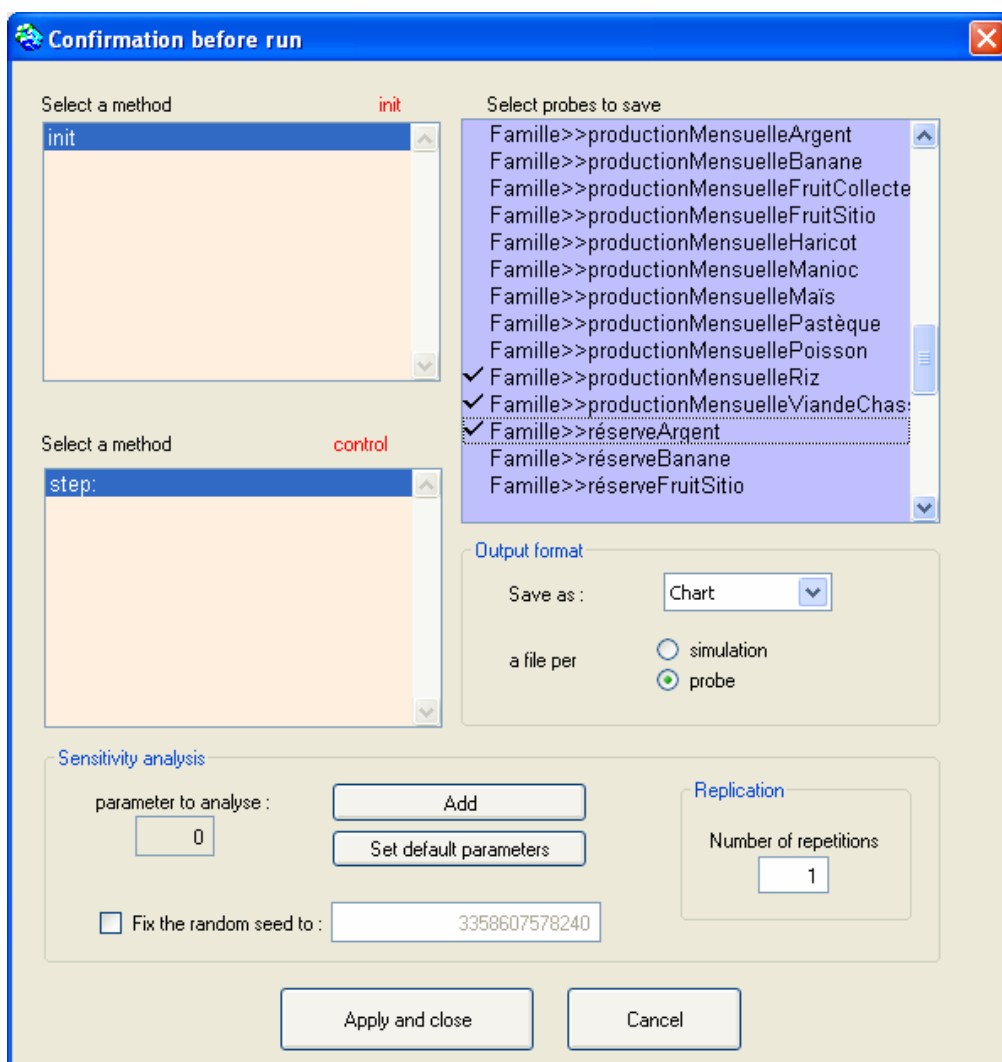 Confirmation before run
Select a method init
init
Select a method control
step:
Select probes to save
Famille>>productionMensuelleArgent
Famille>>productionMensuelleBanane
Famille>>productionMensuelleFruitCollecte
Famille>>productionMensuelleFruitSitio
Famille>>productionMensuelleHaricot
Famille>>productionMensuelleManioc
Famille>>productionMensuelleMaïs
Famille>>productionMensuellePastèque
Famille>>productionMensuellePoisson
Famille>>productionMensuelleRiz
Famille>>productionMensuelleViandeChas
Famille>>réserveArgent
Famille>>réserveBanane
Famille>>réserveFruitSitio
Output format
Save as : Chart
a file per
simulation
probe
Sensitivity analysis
parameter to analyse :
0
Add
Set default parameters
Fix the random seed to : 3358607578240
Replication
Number of repetitions
1
Apply and close
Cancel